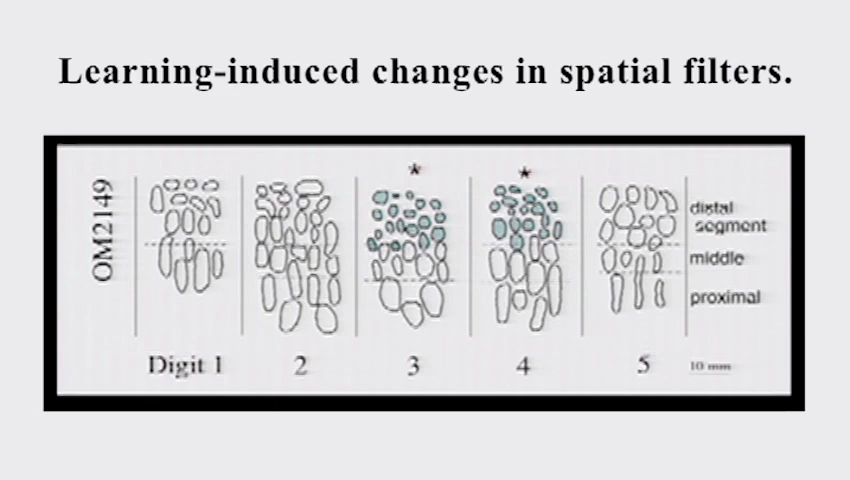 Learning-induced changes in spatial filters.
OM2149
* *
distal
segment
middle
proximal
Digit 1 2 3 4 5 10 mm